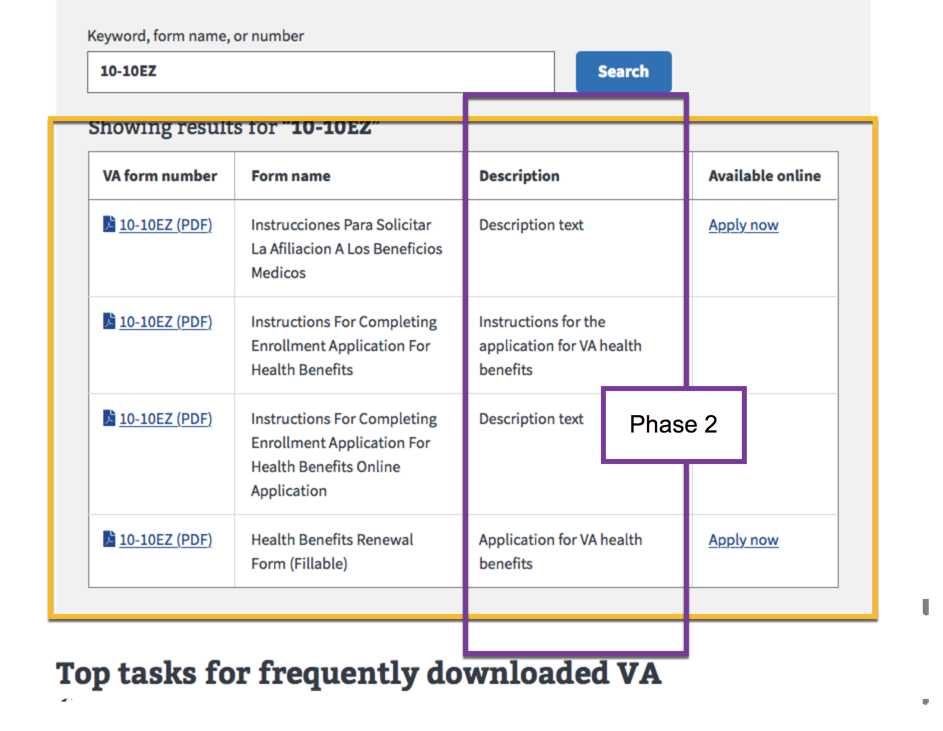 Keyword, form name, or number
10-10EZ
Search
Showing results for "10-10EZ"
VA form number
Form name
Description
Available online
10-10EZ (PDF)
Instrucciones Para Solicitar
La Afiliacion A Los Beneficios
Medicos
Description text
Apply now
10-10EZ (PDF)
Instructions For Completing
Enrollment Application For
Health Benefits
Instructions for the
application for VA health
benefits
10-10EZ (PDF)
Instructions For Completing
Enrollment Application For
Health Benefits Online
Application
Description text
Phase 2
10-10EZ (PDF)
Health Benefits Renewal
Form (Fillable)
Application for VA health
benefits
Apply now
Top tasks for frequently downloaded VA